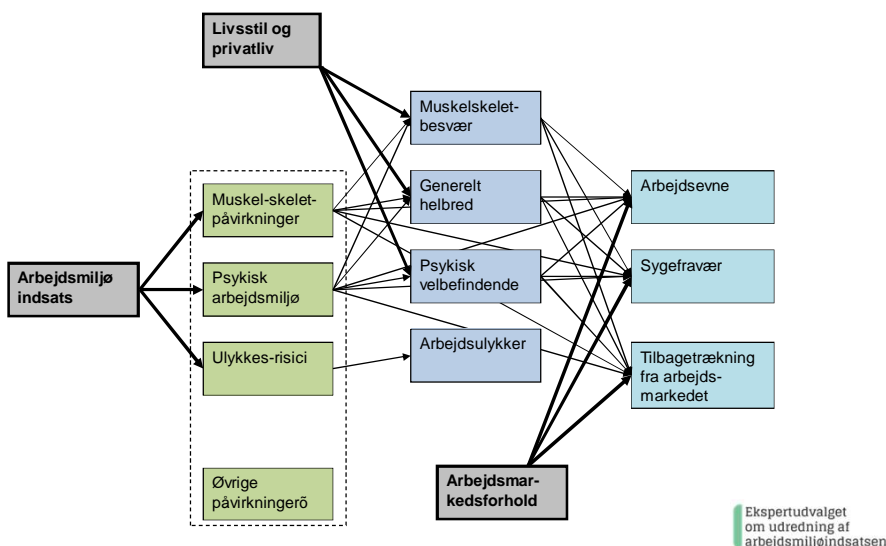 Livsstil og
privatliv
Muskelskelet-
besvær
Muskel-skelet-
påvirkninger
Generelt
helbred
Arbejdsevne
Arbejdsmiljø
indsats
Psykisk
arbejdsmiljø
Psykisk
velbefindende
Sygefravær
Ulykkes-risici
Arbejdsulykker
Tilbagetrækning
fra arbejds-
markedet
Øvrige
påvirkningerõ
Arbejdsmar-
kedsforhold
Ekspertudvalget
om udredning af
arbejdsmiljøindsatsen